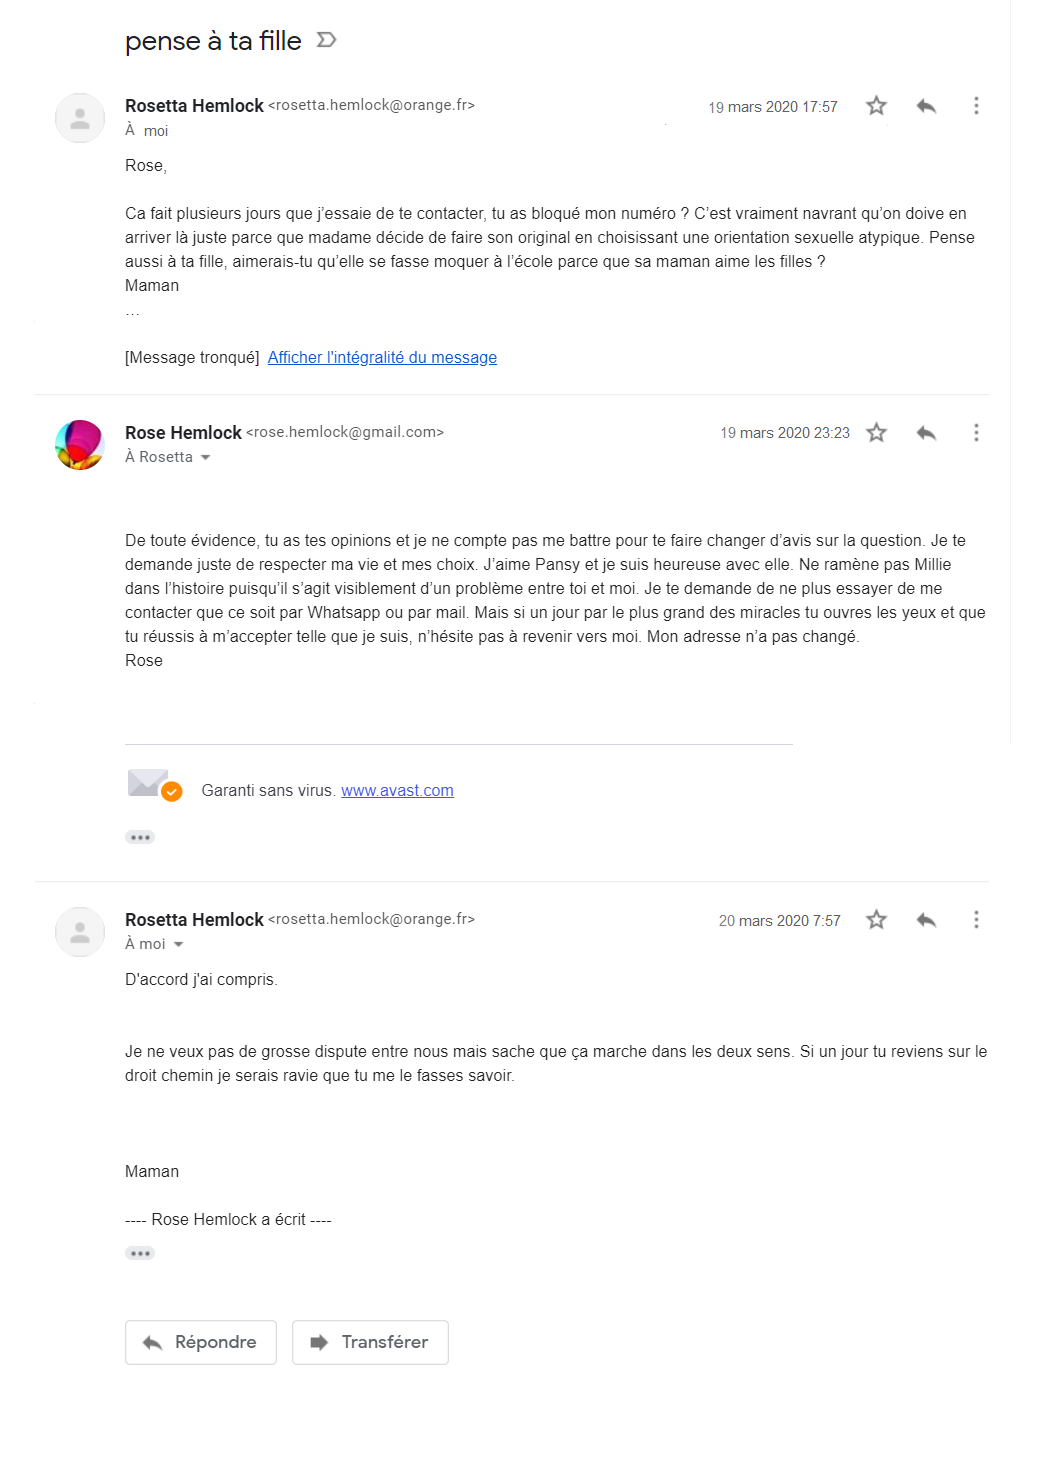 pense à ta fille
Rosetta Hemlock <rosetta.hemlock@orange.fr>
19 mars 2020 17:57
À moi
Rose,
Ca fait plusieurs jours que j’essaie de te contacter, tu as bloqué mon numéro ? C’est vraiment navrant qu’on doive en
arriver là juste parce que madame décide de faire son original en choisissant une orientation sexuelle atypique. Pense
aussi à ta fille, aimerais-tu qu’elle se fasse moquer à l’école parce que sa maman aime les filles ?
Maman
...
[Message tronqué] Afficher l'intégralité du message
Rose Hemlock <rose.hemlock@gmail.com>
19 mars 2020 23:23
À Rosetta
De toute évidence, tu as tes opinions et je ne compte pas me battre pour te faire changer d’avis sur la question. Je te
demande juste de respecter ma vie et mes choix. J’aime Pansy et je suis heureuse avec elle. Ne ramène pas Millie
dans l’histoire puisqu’il s’agit visiblement d’un problème entre toi et moi. Je te demande de ne plus essayer de me
contacter que ce soit par Whatsapp ou par mail. Mais si un jour par le plus grand des miracles tu ouvres les yeux et que
tu réussis à m’accepter telle que je suis, n’hésite pas à revenir vers moi. Mon adresse n’a pas changé.
Rose
Garanti sans virus. www.avast.com
Rosetta Hemlock <rosetta.hemlock@orange.fr>
20 mars 2020 7:57
À moi
D'accord j'ai compris.
Je ne veux pas de grosse dispute entre nous mais sache que ça marche dans les deux sens. Si un jour tu reviens sur le
droit chemin je serais ravie que tu me le fasses savoir.
Maman
---- Rose Hemlock a écrit ----
Répondre
Transférer